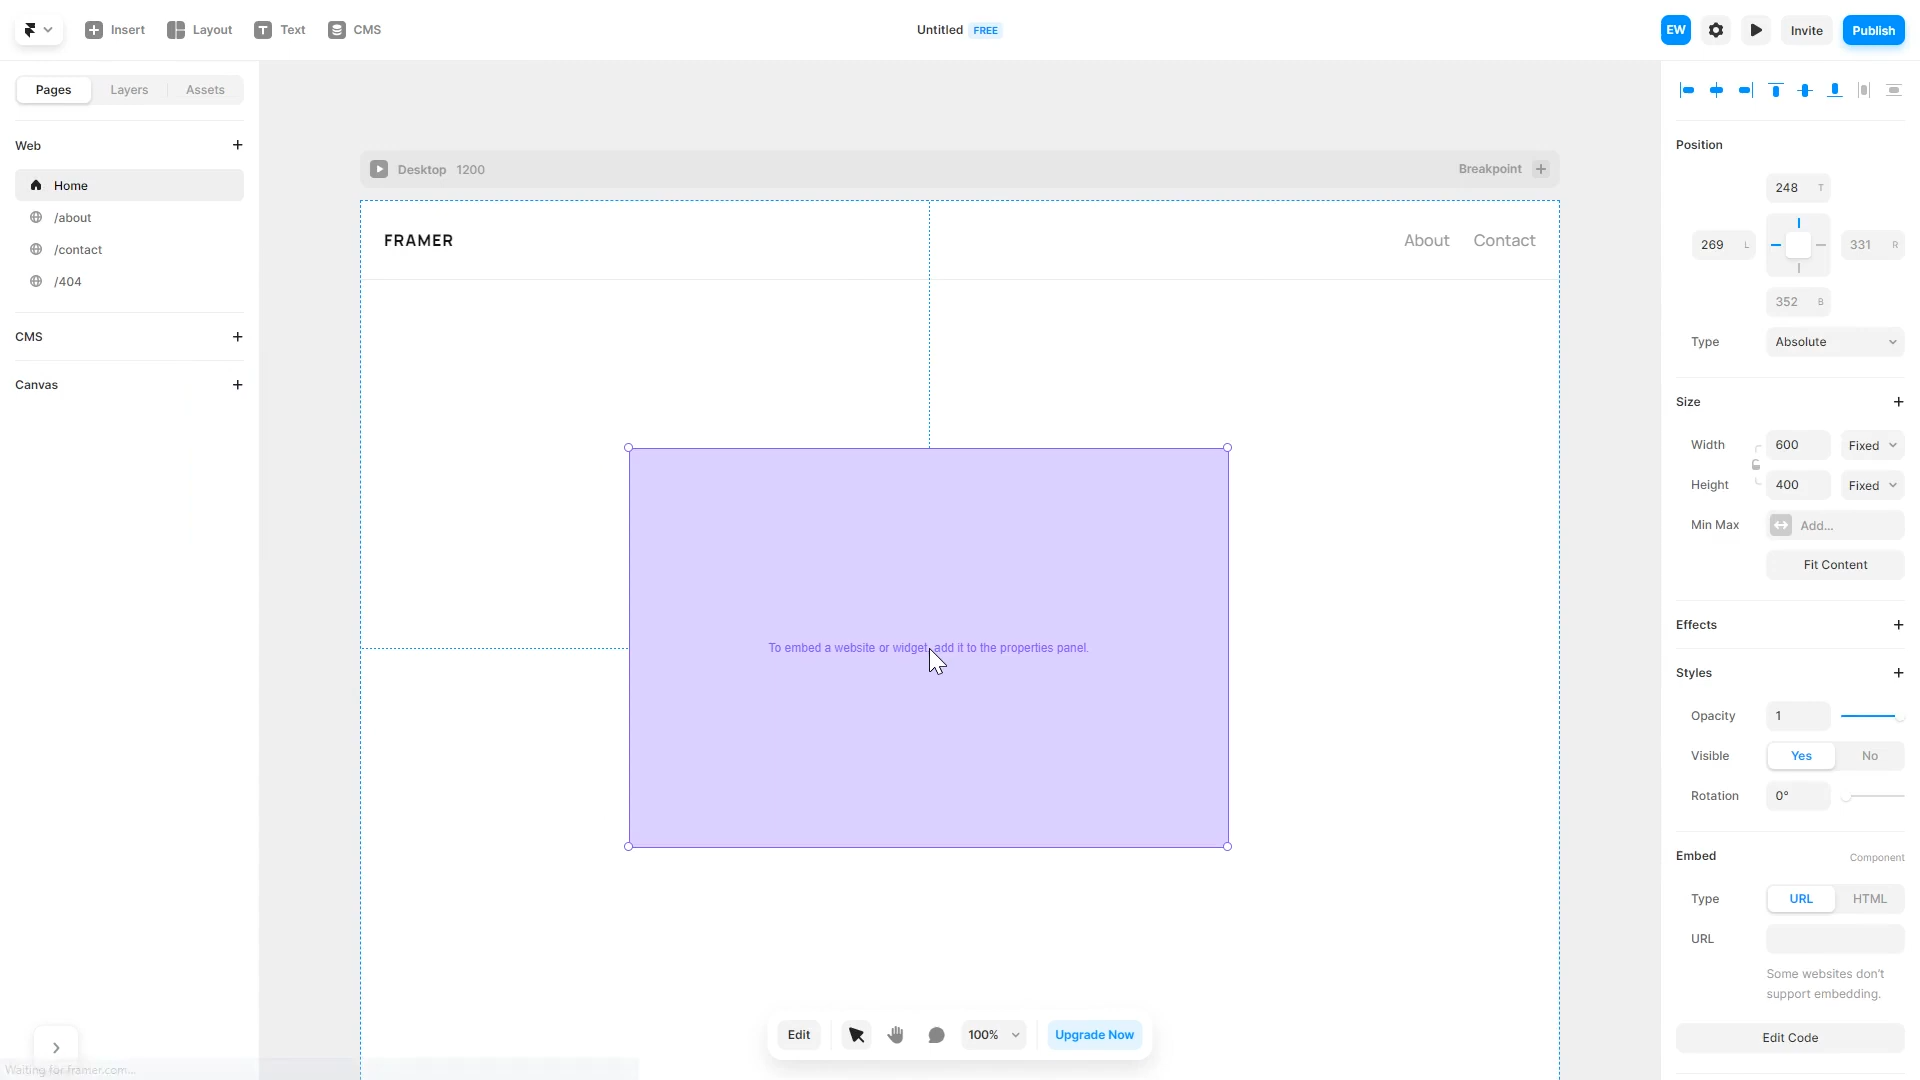 Insert
Layout
Text
CMS
Untitled FREE
EW
Invite
Publish
Pages
Layers
Assets
Web
Home
/about
/contact
/404
CMS
Canvas
Desktop 1200
Breakpoint
FRAMER
About
Contact
To embed a website or widget, add it to the properties panel.
Edit
100%
Upgrade Now
Waiting for framer.com...
Position
248 T
269 L
331 R
352 B
Type Absolute
Size
Width 600 Fixed
Height 400 Fixed
Min Max Add...
Fit Content
Effects
Styles
Opacity 1
Visible Yes No
Rotation 0°
Embed Component
Type URL HTML
URL
Some websites don't
support embedding.
Edit Code